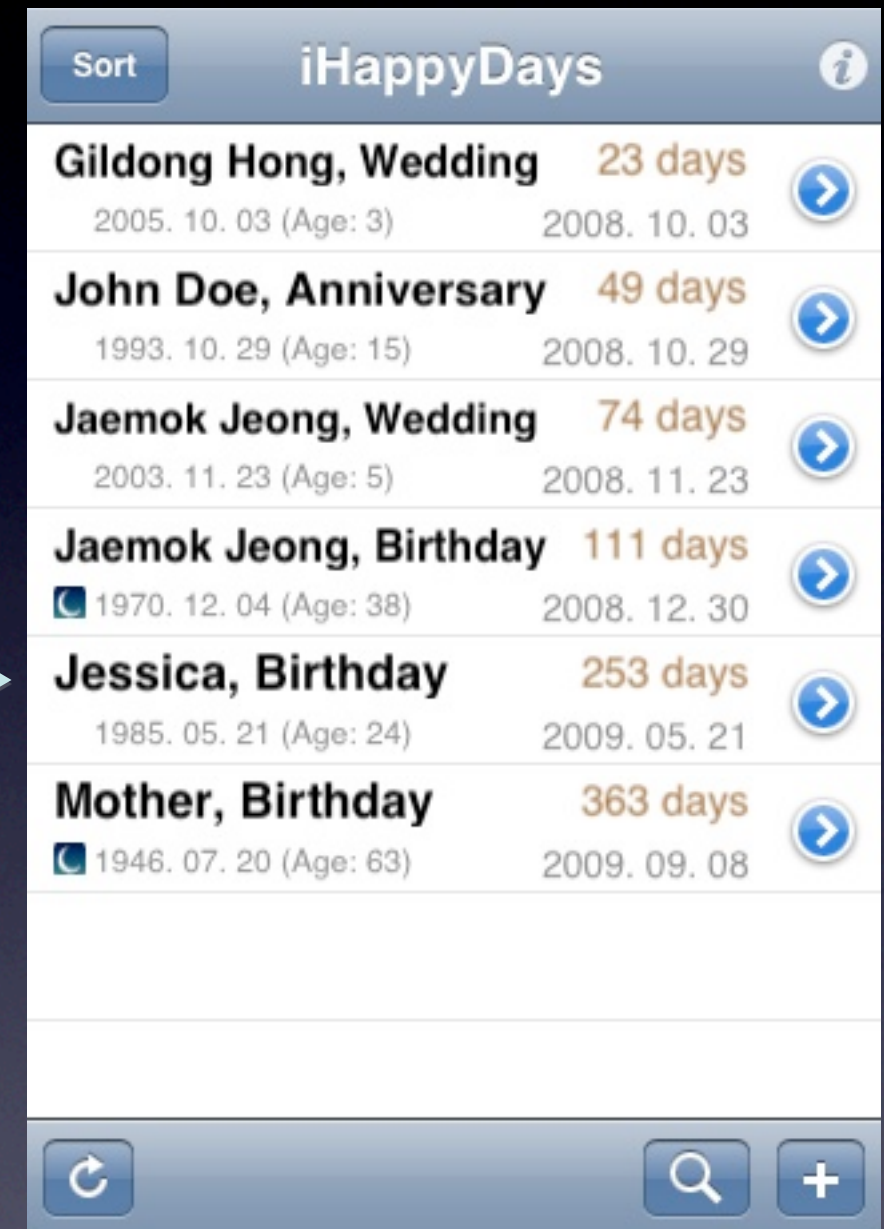 Sort iHappyDays i
Gildong Hong, Wedding 23 days
2005. 10. 03 (Age: 3) 2008. 10. 03
John Doe, Anniversary 49 days
1993. 10. 29 (Age: 15) 2008. 10. 29
Jaemok Jeong, Wedding 74 days
2003. 11. 23 (Age: 5) 2008. 11. 23
Jaemok Jeong, Birthday 111 days
1970. 12. 04 (Age: 38) 2008. 12. 30
Jessica, Birthday 253 days
1985. 05. 21 (Age: 24) 2009. 05. 21
Mother, Birthday 363 days
1946. 07. 20 (Age: 63) 2009. 09. 08